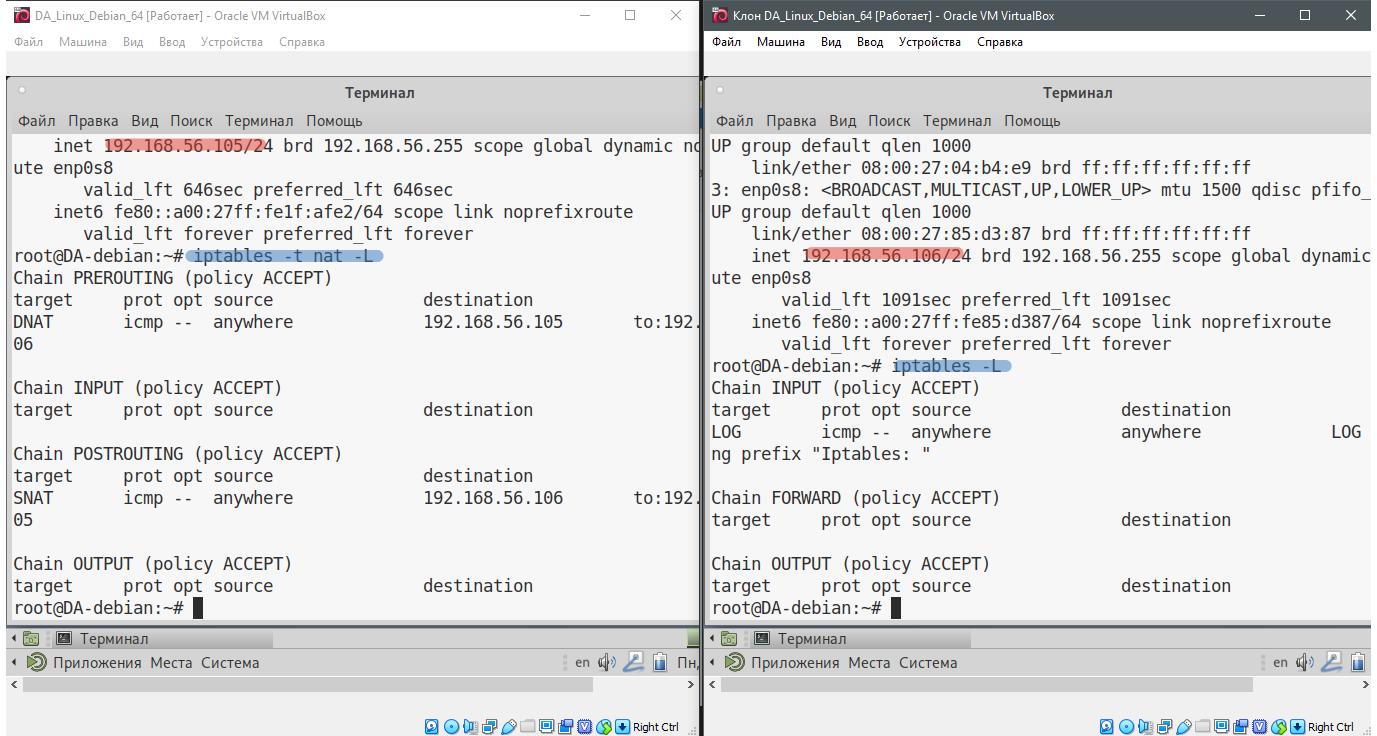 DA_Linux_Debian_64 [Работает] - Oracle VM VirtualBox
Файл Машина Вид Ввод Устройства Справка
Терминал
Файл Правка Вид Поиск Терминал Помощь
    inet 192.168.56.105/24 brd 192.168.56.255 scope global dynamic no
ute enp0s8
       valid_lft 646sec preferred_lft 646sec
    inet6 fe80::a00:27ff:fe1f:afe2/64 scope link noprefixroute
       valid_lft forever preferred_lft forever
root@DA-debian:~# iptables -t nat -L
Chain PREROUTING (policy ACCEPT)
target     prot opt source               destination
DNAT       icmp --  anywhere             192.168.56.105       to:192.
06

Chain INPUT (policy ACCEPT)
target     prot opt source               destination

Chain POSTROUTING (policy ACCEPT)
target     prot opt source               destination
SNAT       icmp --  anywhere             192.168.56.106       to:192.
05

Chain OUTPUT (policy ACCEPT)
target     prot opt source               destination
root@DA-debian:~#
Терминал
Приложения Места Система en Пн,
Right Ctrl
Клон DA_Linux_Debian_64 [Работает] - Oracle VM VirtualBox
Файл Машина Вид Ввод Устройства Справка
Терминал
Файл Правка Вид Поиск Терминал Помощь
UP group default qlen 1000
    link/ether 08:00:27:04:b4:e9 brd ff:ff:ff:ff:ff:ff
3: enp0s8: <BROADCAST,MULTICAST,UP,LOWER_UP> mtu 1500 qdisc pfifo_
UP group default qlen 1000
    link/ether 08:00:27:85:d3:87 brd ff:ff:ff:ff:ff:ff
    inet 192.168.56.106/24 brd 192.168.56.255 scope global dynamic
ute enp0s8
       valid_lft 1091sec preferred_lft 1091sec
    inet6 fe80::a00:27ff:fe85:d387/64 scope link noprefixroute
       valid_lft forever preferred_lft forever
root@DA-debian:~# iptables -L
Chain INPUT (policy ACCEPT)
target     prot opt source               destination
LOG        icmp --  anywhere             anywhere             LOG
ng prefix "Iptables: "

Chain FORWARD (policy ACCEPT)
target     prot opt source               destination

Chain OUTPUT (policy ACCEPT)
target     prot opt source               destination
root@DA-debian:~#
Терминал
Приложения Места Система en
Right Ctrl